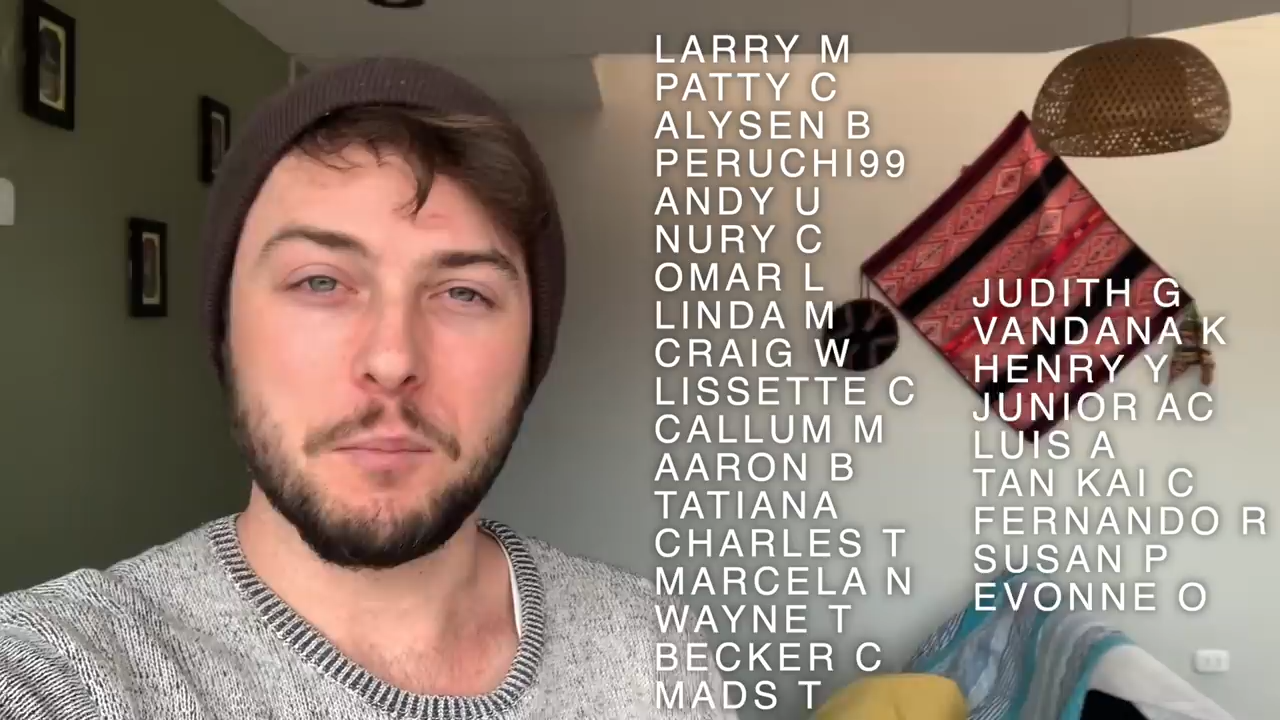 LARRY M
PATTY C
ALYSEN B
PERUCHI99
ANDY U
NURY C
OMAR L
LINDA M
CRAIG W
LISSETTE C
CALLUM M
AARON B
TATIANA
CHARLES T
MARCELA N
WAYNE T
BECKER C
MADS T
JUDITH G
VANDANA K
HENRY Y
JUNIOR AC
LUIS A
TAN KAI C
FERNANDO R
SUSAN P
EVONNE O